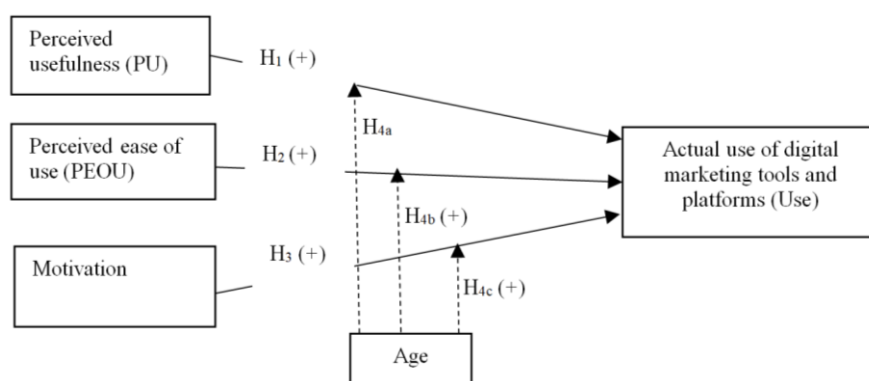 Perceived
usefulness (PU)
H1 (+)
H4a
Perceived ease of
use (PEOU)
H2 (+)
Actual use of digital
marketing tools and
platforms (Use)
H4b (+)
Motivation
H3 (+)
H4c (+)
Age